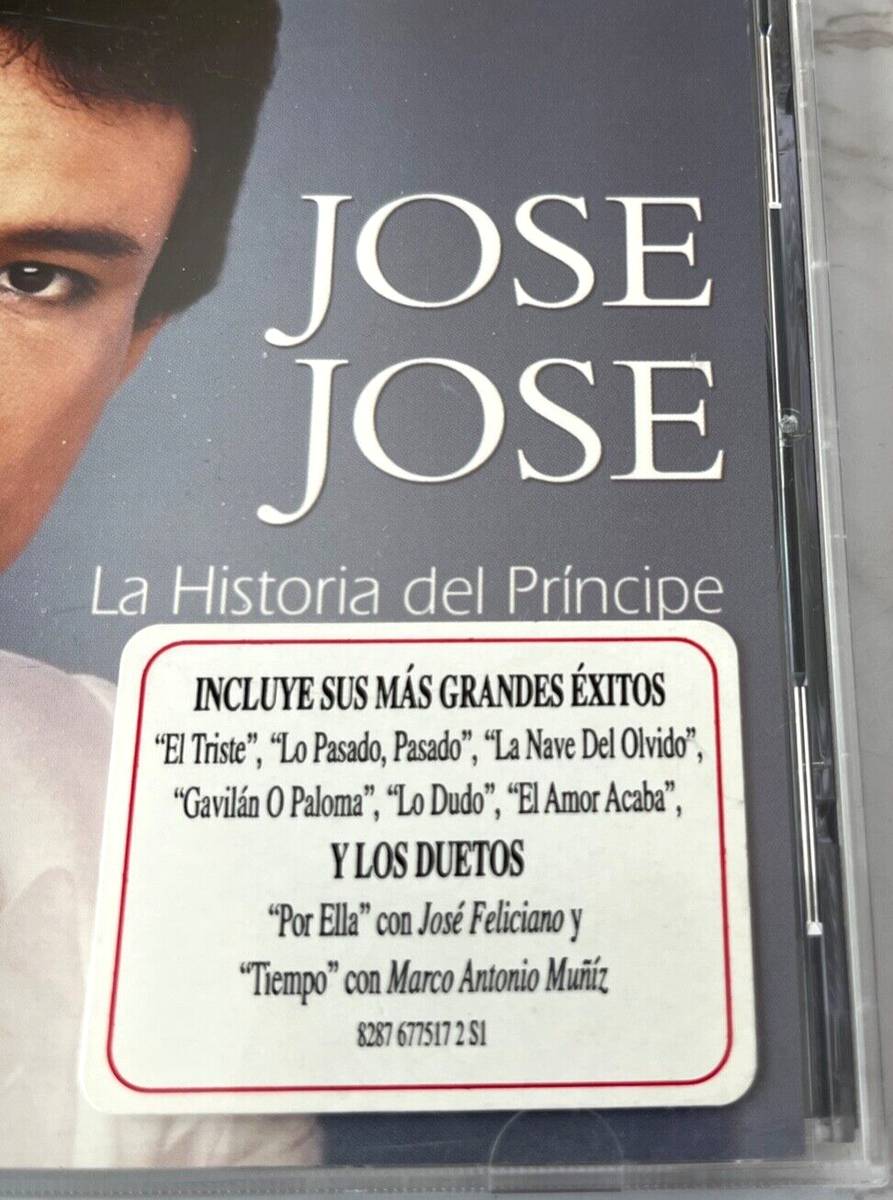 JOSE
JOSE
La Historia del Príncipe
INCLUYE SUS MÁS GRANDES ÉXITOS
“El Triste”, “Lo Pasado, Pasado”, “La Nave Del Olvido”,
“Gavilán O Paloma”, “Lo Dudo”, “El Amor Acaba”,
Y LOS DUETOS
“Por Ella” con José Feliciano y
“Tiempo” con Marco Antonio Muñíz
8287 677517 2 S1